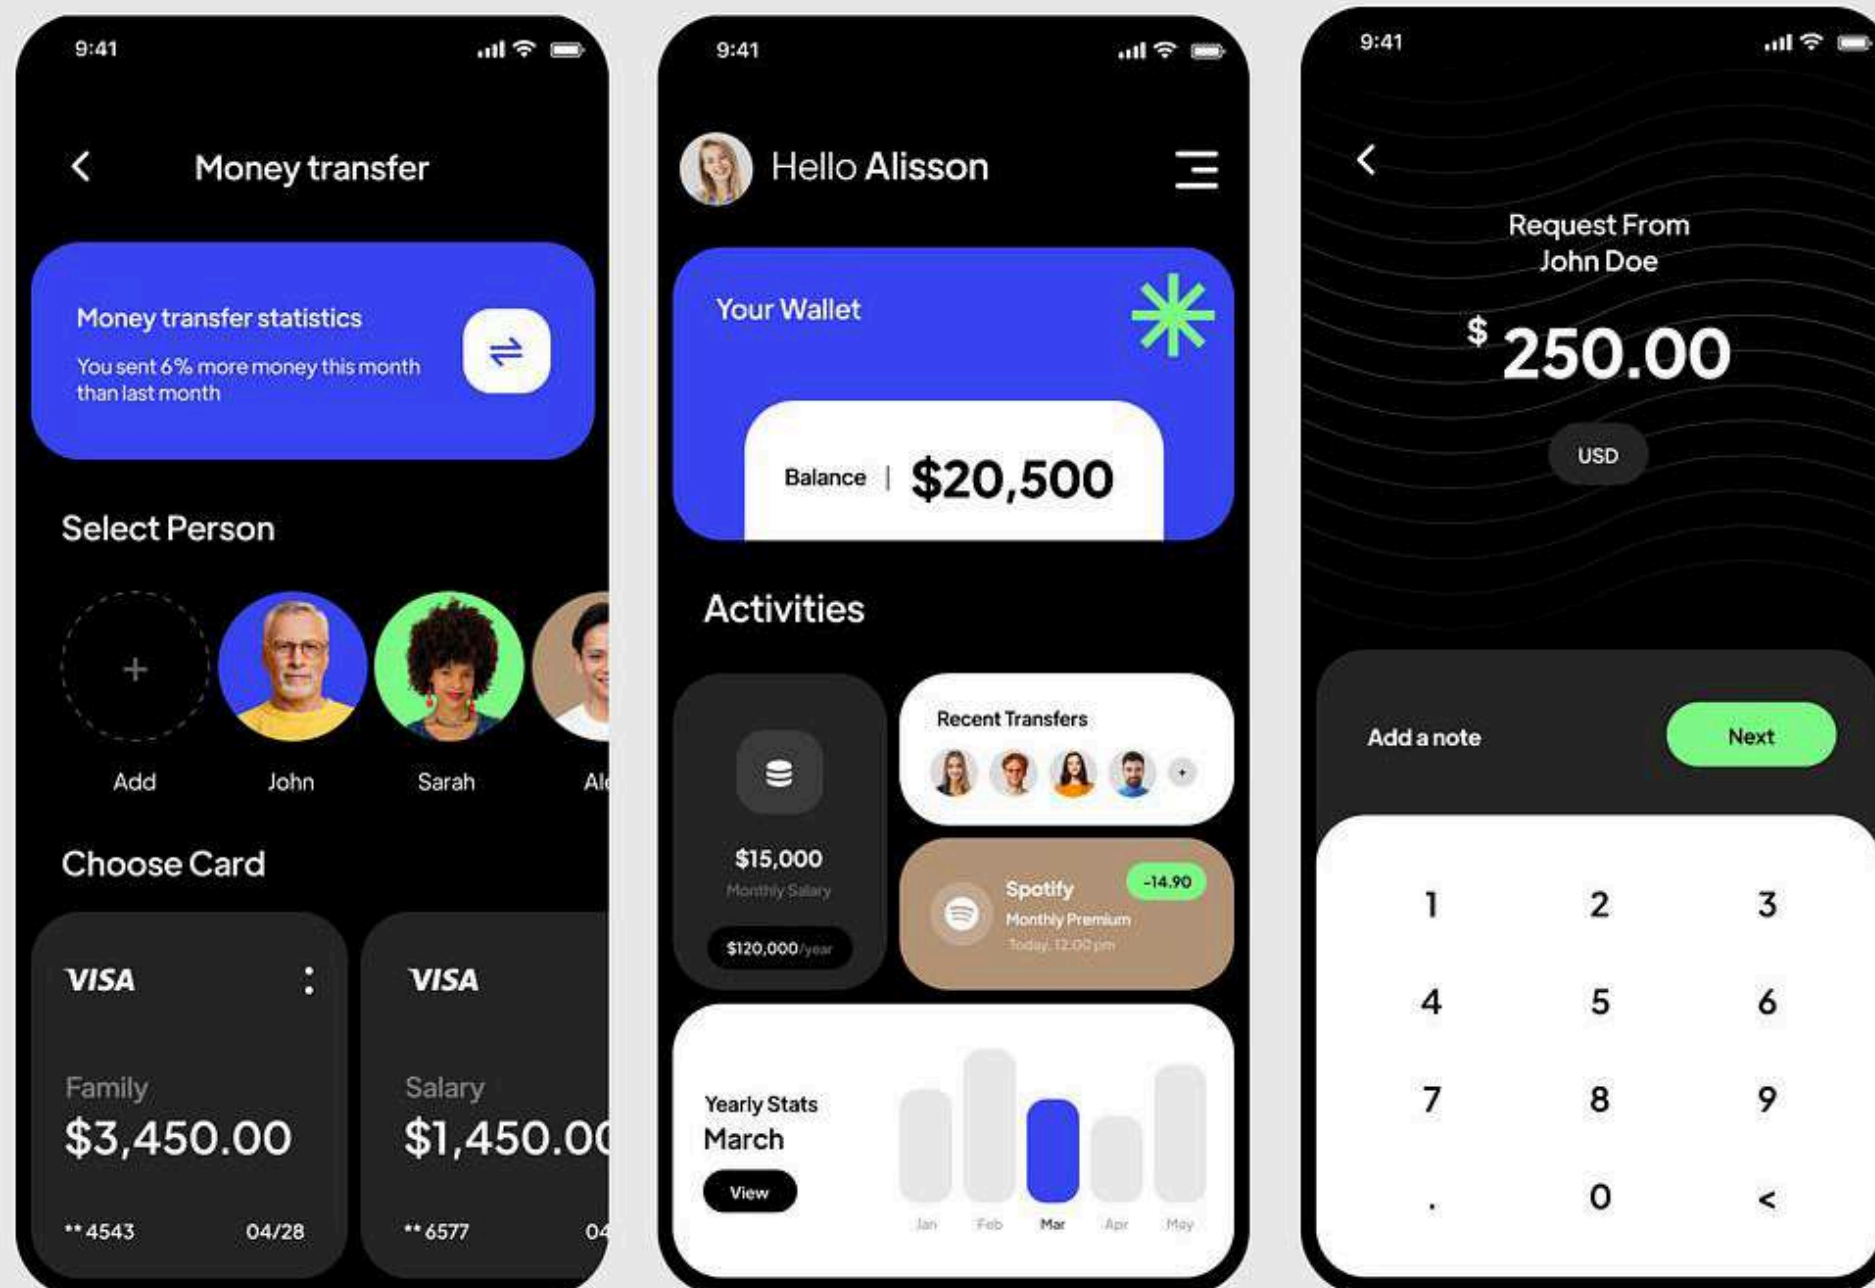 9:41
Money transfer
Money transfer statistics
You sent 6% more money this month
than last month
Select Person
+
Add
John
Sarah
Choose Card
VISA
Family
$3,450.00
** 4543
04/28
VISA
Salary
$1,450.00
** 6577
04
9:41
Hello Alisson
Your Wallet
Balance | $20,500
Activities
$15,000
Monthly Salary
$120,000/year
Recent Transfers
+
Spotify
-14.90
Monthly Premium
Today, 12:00 pm
Yearly Stats
March
View
Jan
Feb
Mar
Apr
May
9:41
Request From
John Doe
$ 250.00
USD
Add a note
Next
1 2 3
4 5 6
7 8 9
. 0 <